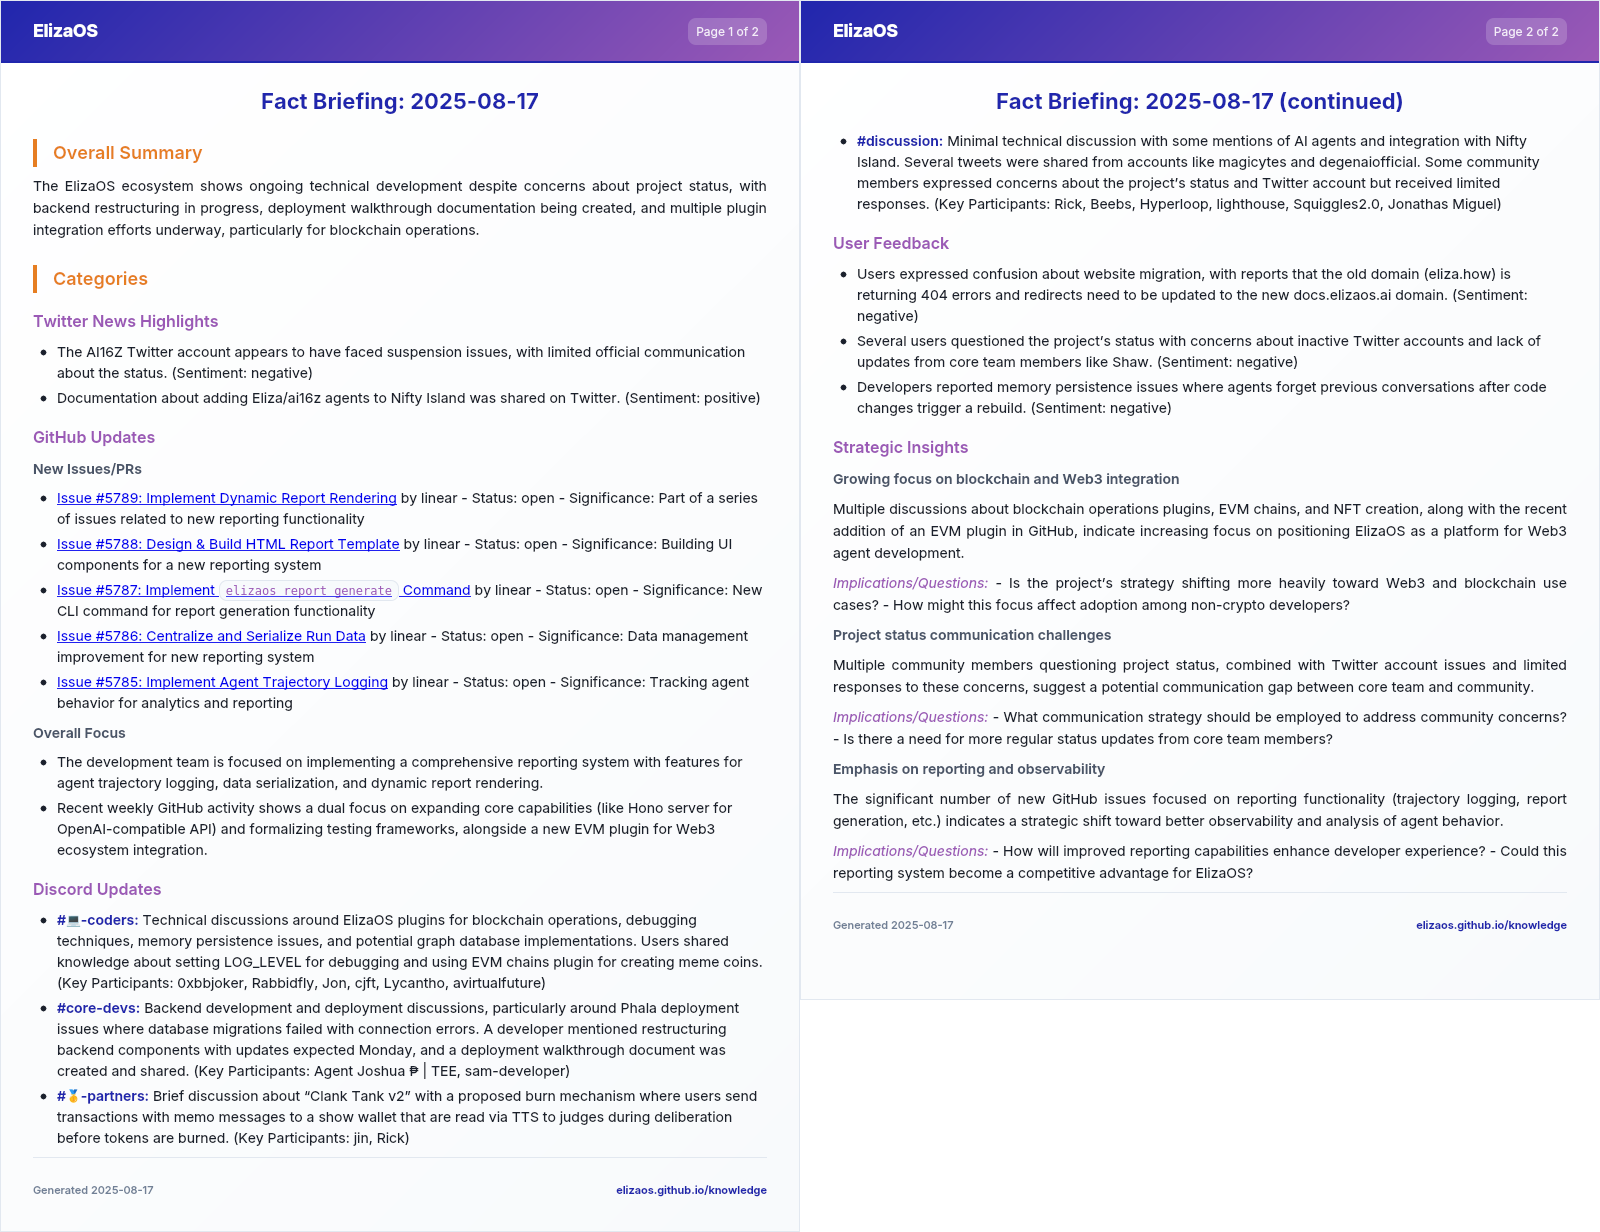 ElizaOS
Page 1 of 2
Fact Briefing: 2025-08-17
Overall Summary
The ElizaOS ecosystem shows ongoing technical development despite concerns about project status, with
backend restructuring in progress, deployment walkthrough documentation being created, and multiple plugin
integration efforts underway, particularly for blockchain operations.
Categories
Twitter News Highlights
• The AI16Z Twitter account appears to have faced suspension issues, with limited official communication
about the status. (Sentiment: negative)
• Documentation about adding Eliza/ai16z agents to Nifty Island was shared on Twitter. (Sentiment: positive)
GitHub Updates
New Issues/PRs
• Issue #5789: Implement Dynamic Report Rendering by linear - Status: open - Significance: Part of a series
of issues related to new reporting functionality
• Issue #5788: Design & Build HTML Report Template by linear - Status: open - Significance: Building UI
components for a new reporting system
• Issue #5787: Implement elizaos report generate Command by linear - Status: open - Significance: New
CLI command for report generation functionality
• Issue #5786: Centralize and Serialize Run Data by linear - Status: open - Significance: Data management
improvement for new reporting system
• Issue #5785: Implement Agent Trajectory Logging by linear - Status: open - Significance: Tracking agent
behavior for analytics and reporting
Overall Focus
• The development team is focused on implementing a comprehensive reporting system with features for
agent trajectory logging, data serialization, and dynamic report rendering.
• Recent weekly GitHub activity shows a dual focus on expanding core capabilities (like Hono server for
OpenAI-compatible API) and formalizing testing frameworks, alongside a new EVM plugin for Web3
ecosystem integration.
Discord Updates
• #💻-coders: Technical discussions around ElizaOS plugins for blockchain operations, debugging
techniques, memory persistence issues, and potential graph database implementations. Users shared
knowledge about setting LOG_LEVEL for debugging and using EVM chains plugin for creating meme coins.
(Key Participants: 0xbbjoker, Rabbidfly, Jon, cjft, Lycantho, avirtualfuture)
• #core-devs: Backend development and deployment discussions, particularly around Phala deployment
issues where database migrations failed with connection errors. A developer mentioned restructuring
backend components with updates expected Monday, and a deployment walkthrough document was
created and shared. (Key Participants: Agent Joshua ₱ | TEE, sam-developer)
• #🥇-partners: Brief discussion about “Clank Tank v2” with a proposed burn mechanism where users send
transactions with memo messages to a show wallet that are read via TTS to judges during deliberation
before tokens are burned. (Key Participants: jin, Rick)
Generated 2025-08-17
elizaos.github.io/knowledge
ElizaOS
Page 2 of 2
Fact Briefing: 2025-08-17 (continued)
• #discussion: Minimal technical discussion with some mentions of AI agents and integration with Nifty
Island. Several tweets were shared from accounts like magicytes and degenaiofficial. Some community
members expressed concerns about the project’s status and Twitter account but received limited
responses. (Key Participants: Rick, Beebs, Hyperloop, lighthouse, Squiggles2.0, Jonathas Miguel)
User Feedback
• Users expressed confusion about website migration, with reports that the old domain (eliza.how) is
returning 404 errors and redirects need to be updated to the new docs.elizaos.ai domain. (Sentiment:
negative)
• Several users questioned the project’s status with concerns about inactive Twitter accounts and lack of
updates from core team members like Shaw. (Sentiment: negative)
• Developers reported memory persistence issues where agents forget previous conversations after code
changes trigger a rebuild. (Sentiment: negative)
Strategic Insights
Growing focus on blockchain and Web3 integration
Multiple discussions about blockchain operations plugins, EVM chains, and NFT creation, along with the recent
addition of an EVM plugin in GitHub, indicate increasing focus on positioning ElizaOS as a platform for Web3
agent development.
Implications/Questions: - Is the project’s strategy shifting more heavily toward Web3 and blockchain use
cases? - How might this focus affect adoption among non-crypto developers?
Project status communication challenges
Multiple community members questioning project status, combined with Twitter account issues and limited
responses to these concerns, suggest a potential communication gap between core team and community.
Implications/Questions: - What communication strategy should be employed to address community concerns?
- Is there a need for more regular status updates from core team members?
Emphasis on reporting and observability
The significant number of new GitHub issues focused on reporting functionality (trajectory logging, report
generation, etc.) indicates a strategic shift toward better observability and analysis of agent behavior.
Implications/Questions: - How will improved reporting capabilities enhance developer experience? - Could this
reporting system become a competitive advantage for ElizaOS?
Generated 2025-08-17
elizaos.github.io/knowledge